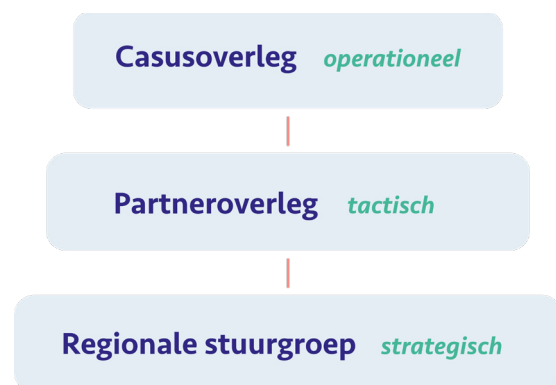 Casusoverleg operationeel
Partneroverleg tactisch
Regionale stuurgroep strategisch